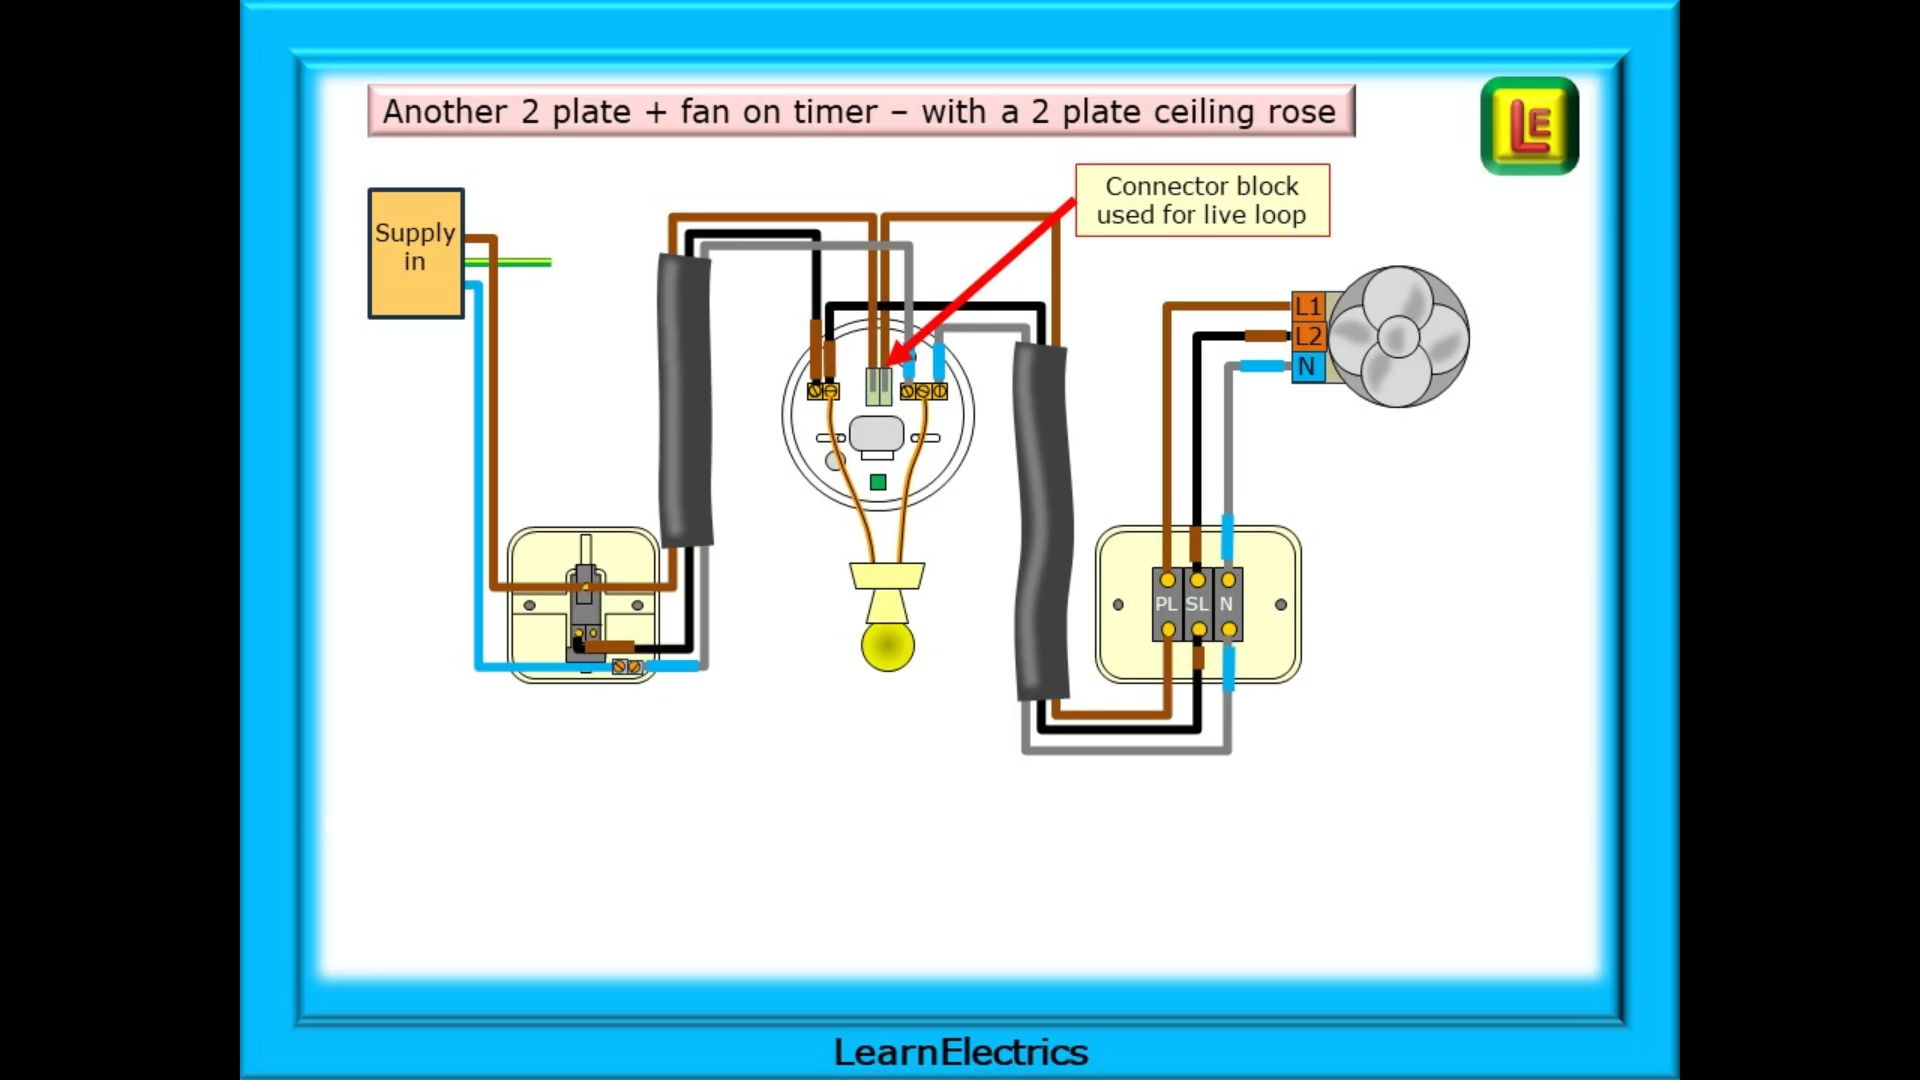 Another 2 plate + fan on timer – with a 2 plate ceiling rose
LE
Connector block
used for live loop
Supply
in
L1
L2
N
PL SL N
LearnElectrics